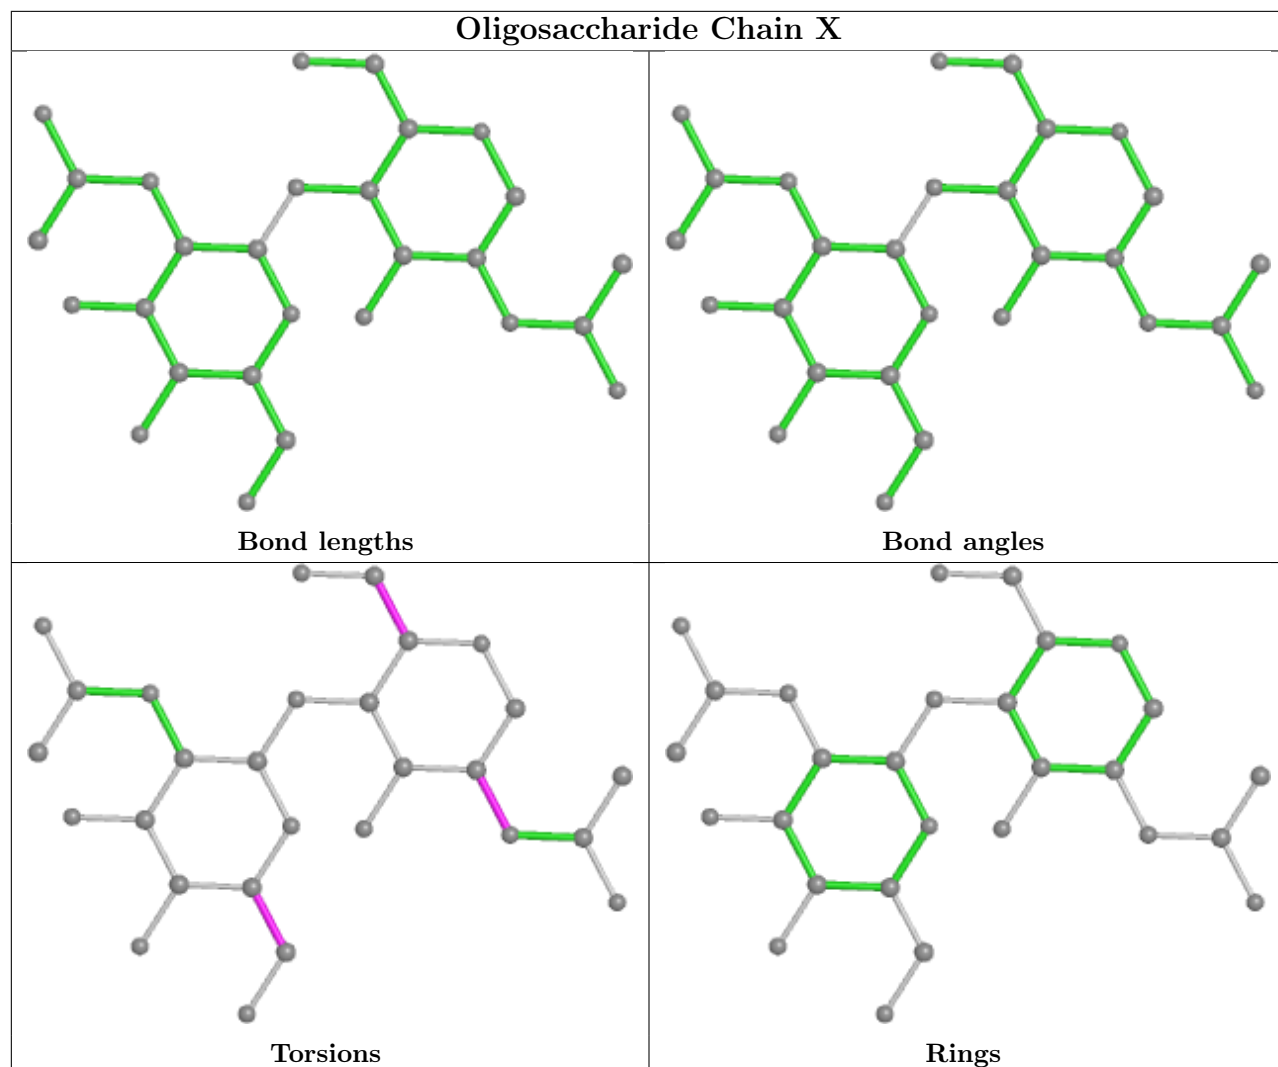 Oligosaccharide Chain X
Bond lengths
Bond angles
Torsions
Rings